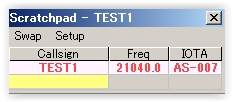 Scratchpad - TEST1
Swap Setup
Callsign Freq IOTA
TEST1 21040.0 AS-007